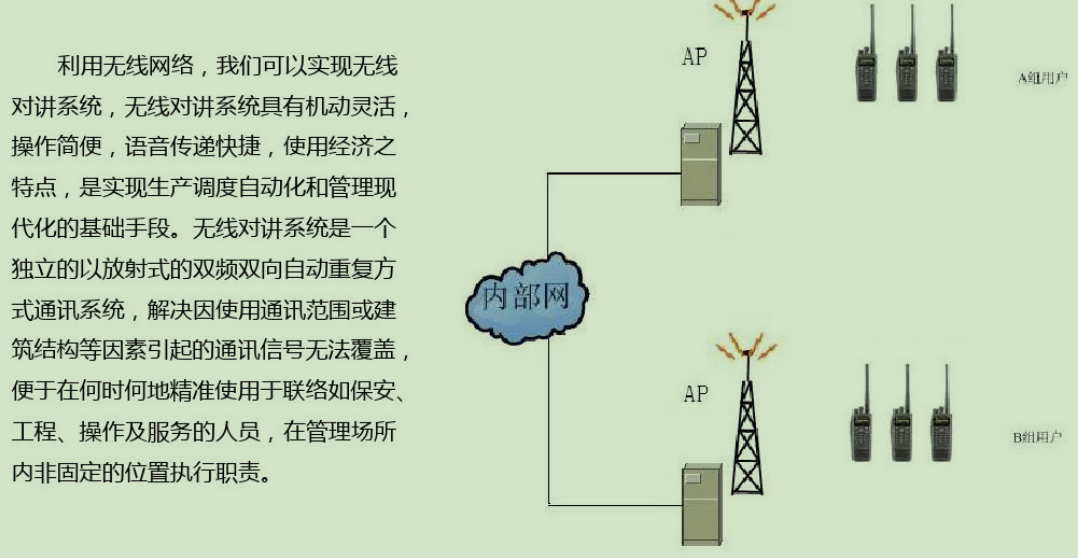 利用无线网络，我们可以实现无线
对讲系统，无线对讲系统具有机动灵活，
操作简便，语音传递快捷，使用经济之
特点，是实现生产调度自动化和管理现
代化的基础手段。无线对讲系统是一个
独立的以放射式的双频双向自动重复方
式通讯系统，解决因使用通讯范围或建
筑结构等因素引起的通讯信号无法覆盖，
便于在何时何地精准使用于联络如保安、
工程、操作及服务的人员，在管理场所
内非固定的位置执行职责。
AP
A组用户
内部网
AP
B组用户